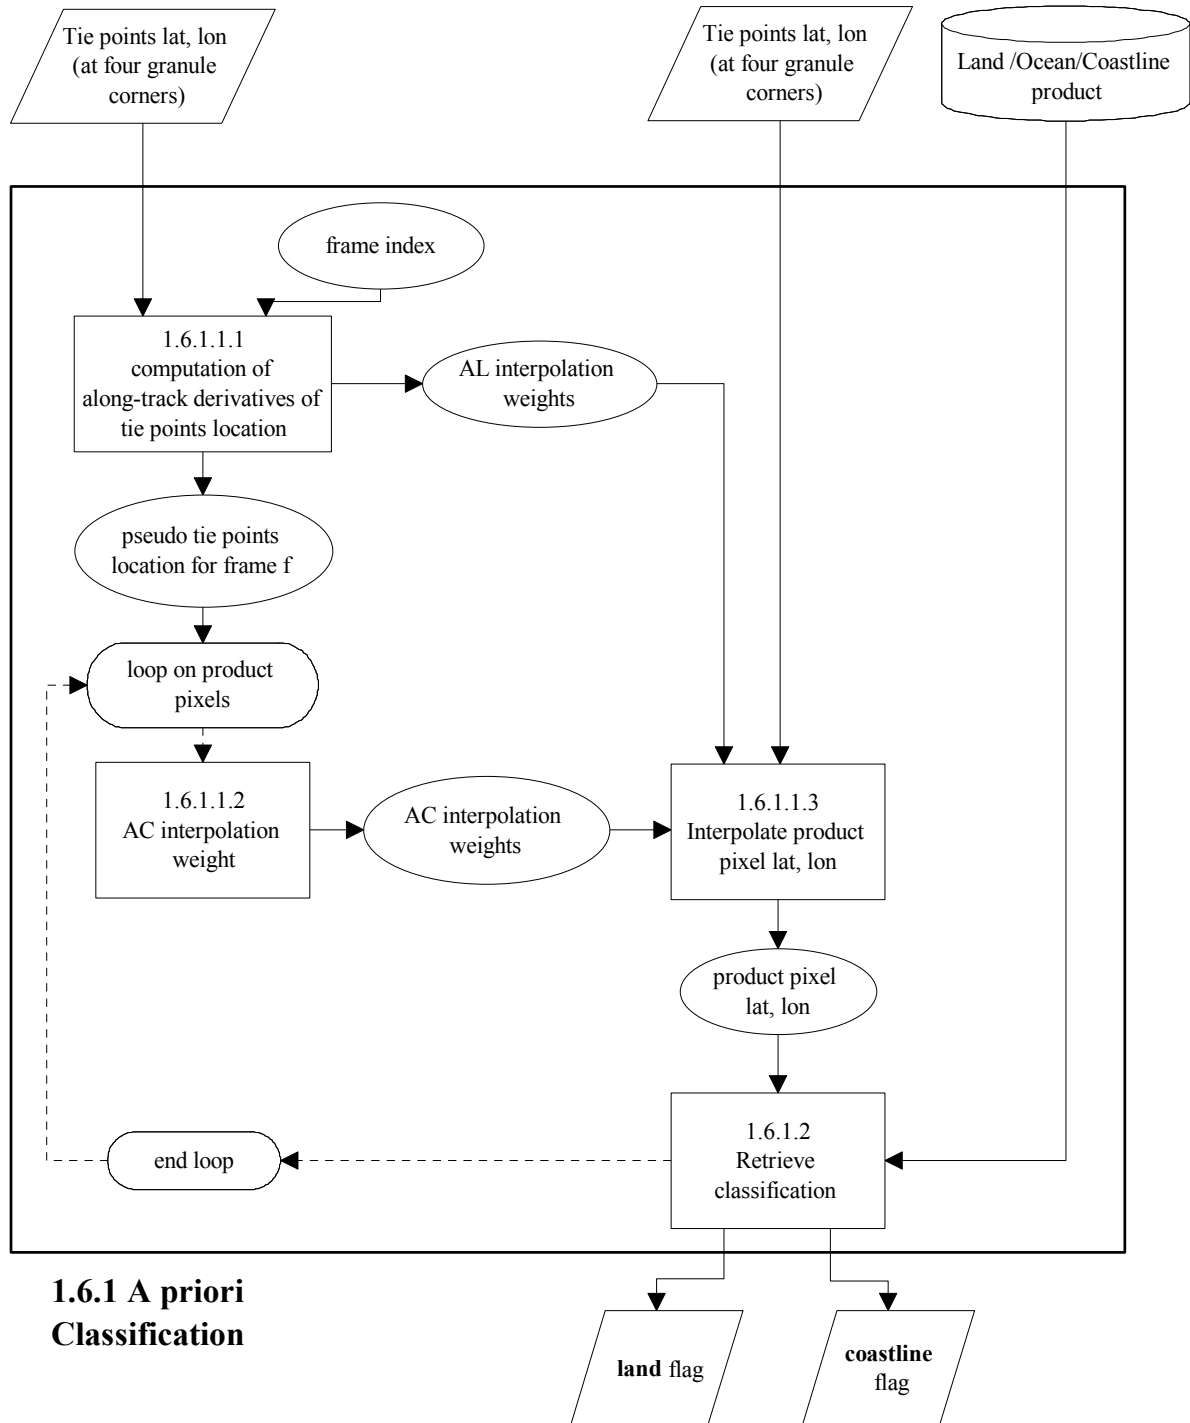 Tie points lat, lon
(at four granule
corners)
Tie points lat, lon
(at four granule
corners)
Land /Ocean/Coastline
product
frame index
1.6.1.1.1
computation of
along-track derivatives of
tie points location
AL interpolation
weights
pseudo tie points
location for frame f
loop on product
pixels
1.6.1.1.2
AC interpolation
weight
AC interpolation
weights
1.6.1.1.3
Interpolate product
pixel lat, lon
product pixel
lat, lon
1.6.1.2
Retrieve
classification
end loop
1.6.1 A priori
Classification
land flag
coastline
flag